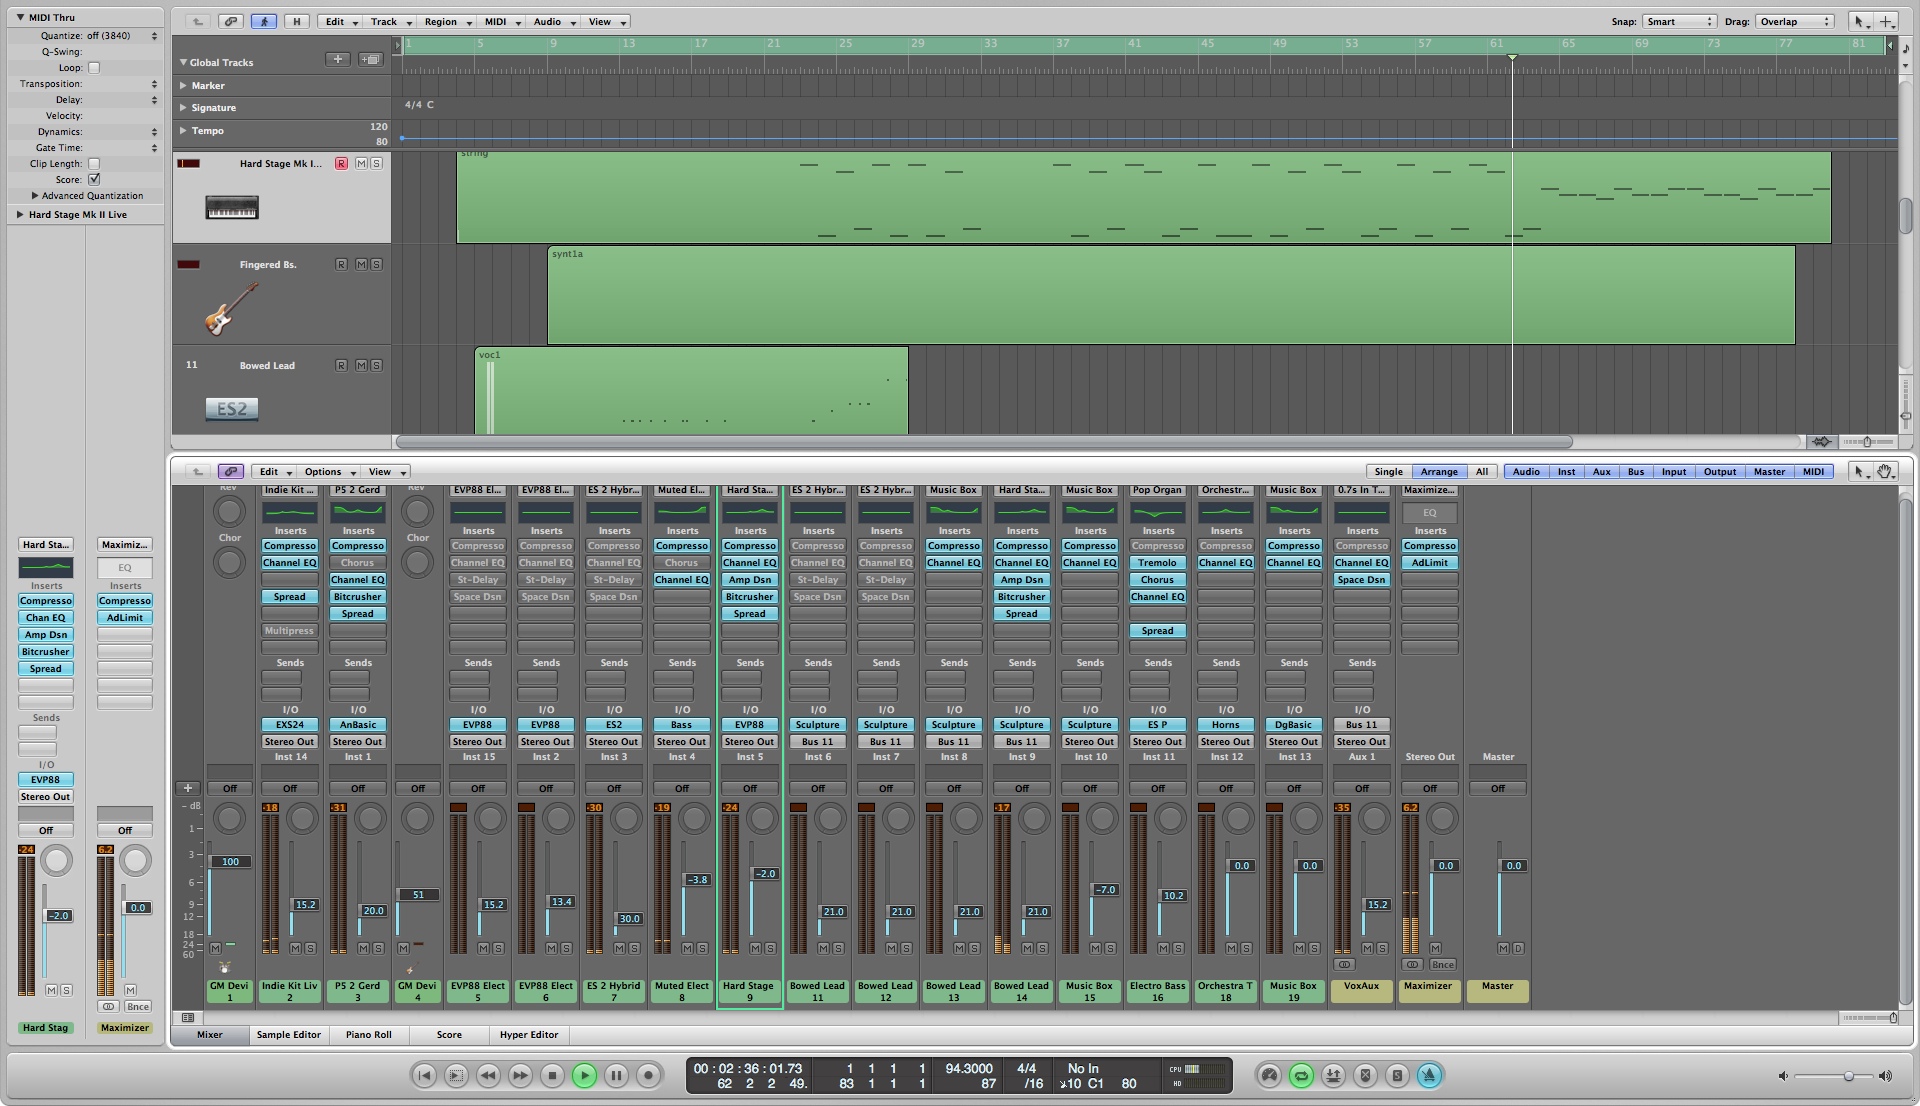 MIDI Thru
Quantize: off (3840)
Q-Swing:
Loop:
Transposition:
Delay:
Velocity:
Dynamics:
Gate Time:
Clip Length:
Score:
Advanced Quantization
Hard Stage Mk II Live
H Edit Track Region MIDI Audio View Snap: Smart Drag: Overlap
1 5 9 13 17 21 25 29 33 37 41 45 49 53 57 61 65 69 73 77 81
Global Tracks
Marker
Signature 4/4 C
Tempo 120
80
Hard Stage Mk I... R M S string
Fingered Bs. R M S synt1a
11 Bowed Lead R M S voc1
ES2
Edit Options View Single Arrange All Audio Inst Aux Bus Input Output Master MIDI
Hard Sta... Maximiz...
EQ
Inserts Inserts
Compresso Compresso
Chan EQ AdLimit
Amp Dsn
Bitcrusher
Spread
Sends
I/O
EVP88
Stereo Out
Off Off
-24 6.2
-2.0 0.0
M S M
Bnce
Hard Stag Maximizer
Rev Indie Kit ... P5 2 Gerd Rev EVP88 El... EVP88 El... ES 2 Hybr... Muted El... Hard Sta... ES 2 Hybr... ES 2 Hybr... Music Box Hard Sta... Music Box Pop Organ Orchestr... Music Box 0.7s In T... Maximize...
EQ
Chor Inserts Inserts Chor Inserts Inserts Inserts Inserts Inserts Inserts Inserts Inserts Inserts Inserts Inserts Inserts Inserts Inserts Inserts
Compresso Compresso Compresso Compresso Compresso Compresso Compresso Compresso Compresso Compresso Compresso Compresso Compresso Compresso Compresso Compresso Compresso
Channel EQ Chorus Channel EQ Channel EQ Channel EQ Chorus Channel EQ Channel EQ Channel EQ Channel EQ Channel EQ Channel EQ Tremolo Channel EQ Channel EQ Channel EQ AdLimit
Channel EQ St-Delay St-Delay St-Delay Channel EQ Amp Dsn St-Delay St-Delay Amp Dsn Chorus Space Dsn
Spread Bitcrusher Space Dsn Space Dsn Space Dsn Bitcrusher Space Dsn Space Dsn Bitcrusher Channel EQ
Spread Spread Spread
Multipress Spread
Sends Sends Sends Sends Sends Sends Sends Sends Sends Sends Sends Sends Sends Sends Sends Sends
I/O I/O I/O I/O I/O I/O I/O I/O I/O I/O I/O I/O I/O I/O I/O I/O
EXS24 AnBasic EVP88 EVP88 ES2 Bass EVP88 Sculpture Sculpture Sculpture Sculpture Sculpture ES P Horns DgBasic Bus 11
Stereo Out Stereo Out Stereo Out Stereo Out Stereo Out Stereo Out Stereo Out Bus 11 Bus 11 Bus 11 Bus 11 Stereo Out Stereo Out Stereo Out Stereo Out Stereo Out
Inst 14 Inst 1 Inst 15 Inst 2 Inst 3 Inst 4 Inst 5 Inst 6 Inst 7 Inst 8 Inst 9 Inst 10 Inst 11 Inst 12 Inst 13 Aux 1 Stereo Out Master
Off Off Off Off Off Off Off Off Off Off Off Off Off Off Off Off Off Off Off Off
- dB -18 -31 -30 -19 -24 -17 -35 6.2
1
3
6
9
12
18
24
60
100 15.2 20.0 51 15.2 13.4 30.0 -3.8 -2.0 21.0 21.0 21.0 21.0 -7.0 10.2 0.0 0.0 15.2 0.0 0.0
M M S M S M M S M S M S M S M S M S M S M S M S M S M S M S M S M S M M D
Bnce
GM Devi Indie Kit Liv P5 2 Gerd GM Devi EVP88 Elect EVP88 Elect ES 2 Hybrid Muted Elect Hard Stage Bowed Lead Bowed Lead Bowed Lead Bowed Lead Music Box Electro Bass Orchestra T Music Box VoxAux Maximizer Master
1 2 3 4 5 6 7 8 9 11 12 13 14 15 16 18 19
Mixer Sample Editor Piano Roll Score Hyper Editor
00 : 02 : 36 : 01.73 1 1 1 1 94.3000 4/4 No In CPU
62 2 2 49. 83 1 1 1 87 /16 10 C1 80 HD